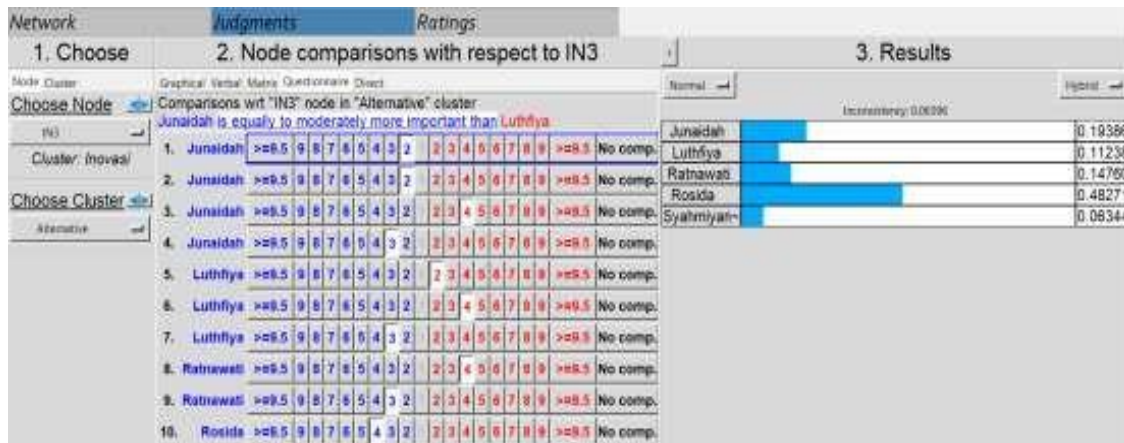 Network Judgments Ratings
1. Choose 2. Node comparisons with respect to IN3 3. Results
Node Cluster Graphical Verbal Matrix Questionnaire Direct
Normal Hybrid
Choose Node Comparisons wrt "IN3" node in "Alternative" cluster
Junaidah is equally to moderately more important than Luthfiya
Inconsistency:
IN3
Cluster: Inovasi
Choose Cluster
Alternative
1. Junaidah >=9.5 9 8 7 6 5 4 3 2 2 3 4 5 6 7 8 9 >=9.5 No comp.
2. Junaidah >=9.5 9 8 7 6 5 4 3 2 2 3 4 5 6 7 8 9 >=9.5 No comp.
3. Junaidah >=9.5 9 8 7 6 5 4 3 2 2 3 4 5 6 7 8 9 >=9.5 No comp.
4. Junaidah >=9.5 9 8 7 6 5 4 3 2 2 3 4 5 6 7 8 9 >=9.5 No comp.
5. Luthfiya >=9.5 9 8 7 6 5 4 3 2 2 3 4 5 6 7 8 9 >=9.5 No comp.
6. Luthfiya >=9.5 9 8 7 6 5 4 3 2 2 3 4 5 6 7 8 9 >=9.5 No comp.
7. Luthfiya >=9.5 9 8 7 6 5 4 3 2 2 3 4 5 6 7 8 9 >=9.5 No comp.
8. Ratnawati >=9.5 9 8 7 6 5 4 3 2 2 3 4 5 6 7 8 9 >=9.5 No comp.
9. Ratnawati >=9.5 9 8 7 6 5 4 3 2 2 3 4 5 6 7 8 9 >=9.5 No comp.
10. Rosida >=9.5 9 8 7 6 5 4 3 2 2 3 4 5 6 7 8 9 >=9.5 No comp.
Junaidah 0.19386
Luthfiya 0.11238
Ratnawati 0.14760
Rosida 0.48271
Syahmiyan~ 0.06344